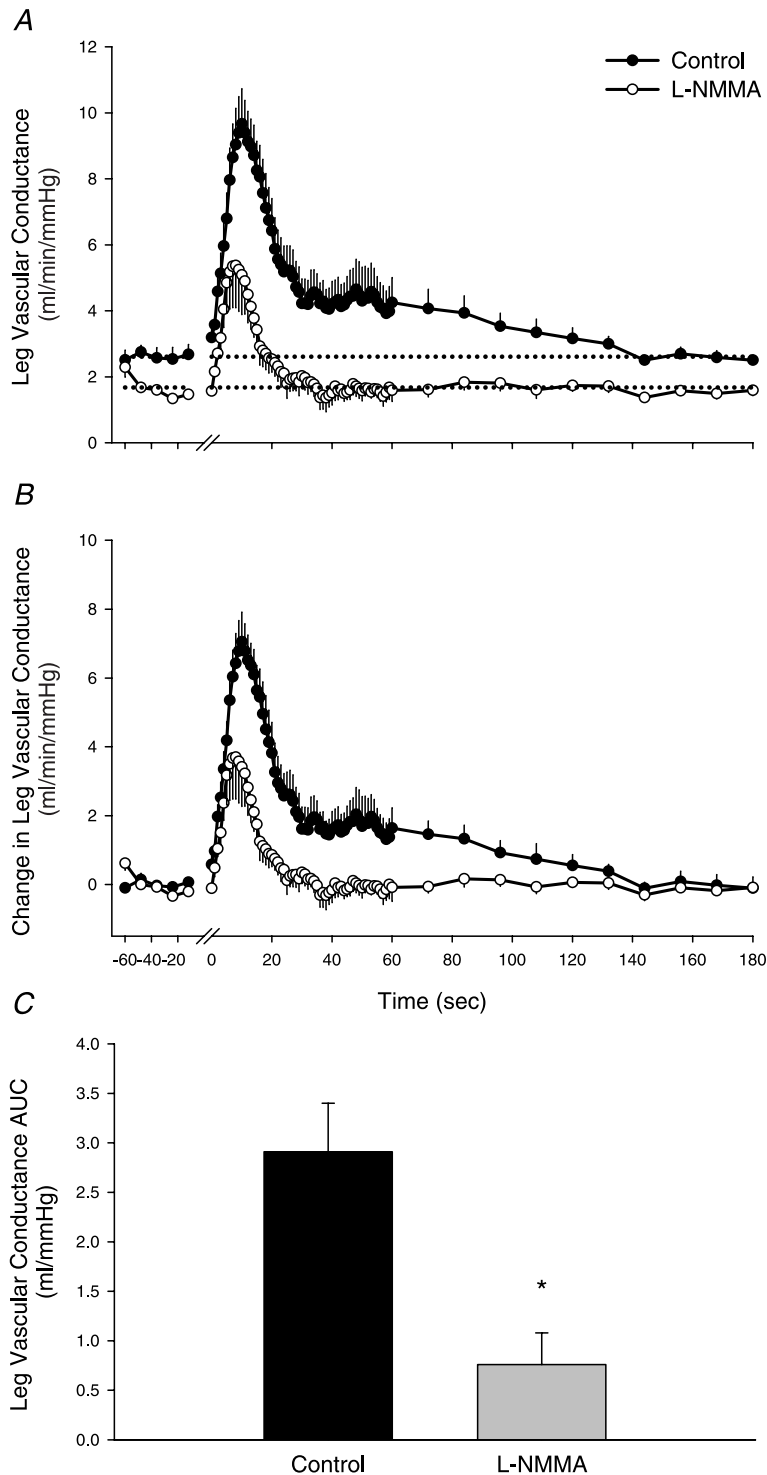 A
Control
L-NMMA
Leg Vascular Conductance
(ml/min/mmHg)
12
10
8
6
4
2
0
B
Change in Leg Vascular Conductance
(ml/min/mmHg)
10
8
6
4
2
0
-60 -40 -20 0 20 40 60 80 100 120 140 160 180
Time (sec)
C
Leg Vascular Conductance AUC
(ml/mmHg)
4.0
3.5
3.0
2.5
2.0
1.5
1.0
0.5
0.0
*
Control L-NMMA